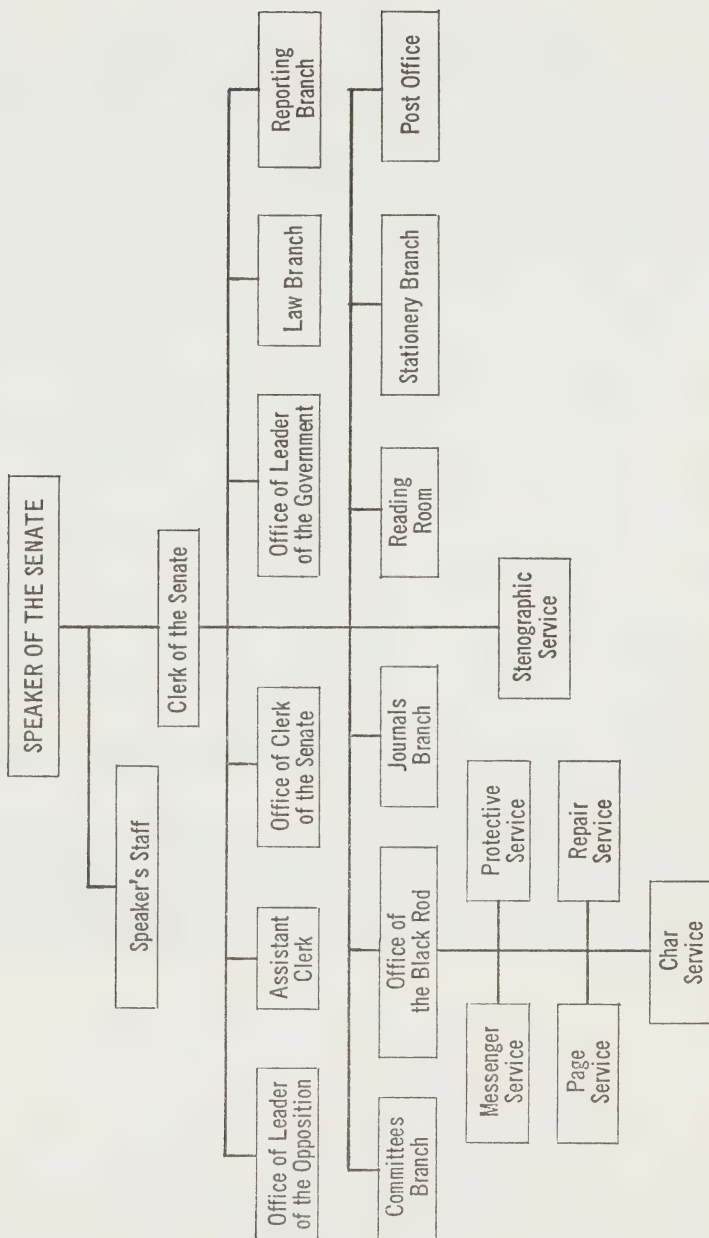 SPEAKER OF THE SENATE
Speaker's Staff
Clerk of the Senate
Office of Leader
of the Opposition
Assistant
Clerk
Office of Clerk
of the Senate
Office of Leader
of the Government
Law Branch
Reporting
Branch
Committees
Branch
Office of
the Black Rod
Journals
Branch
Reading
Room
Stationery Branch
Post Office
Messenger
Service
Protective
Service
Stenographic
Service
Page
Service
Repair
Service
Char
Service